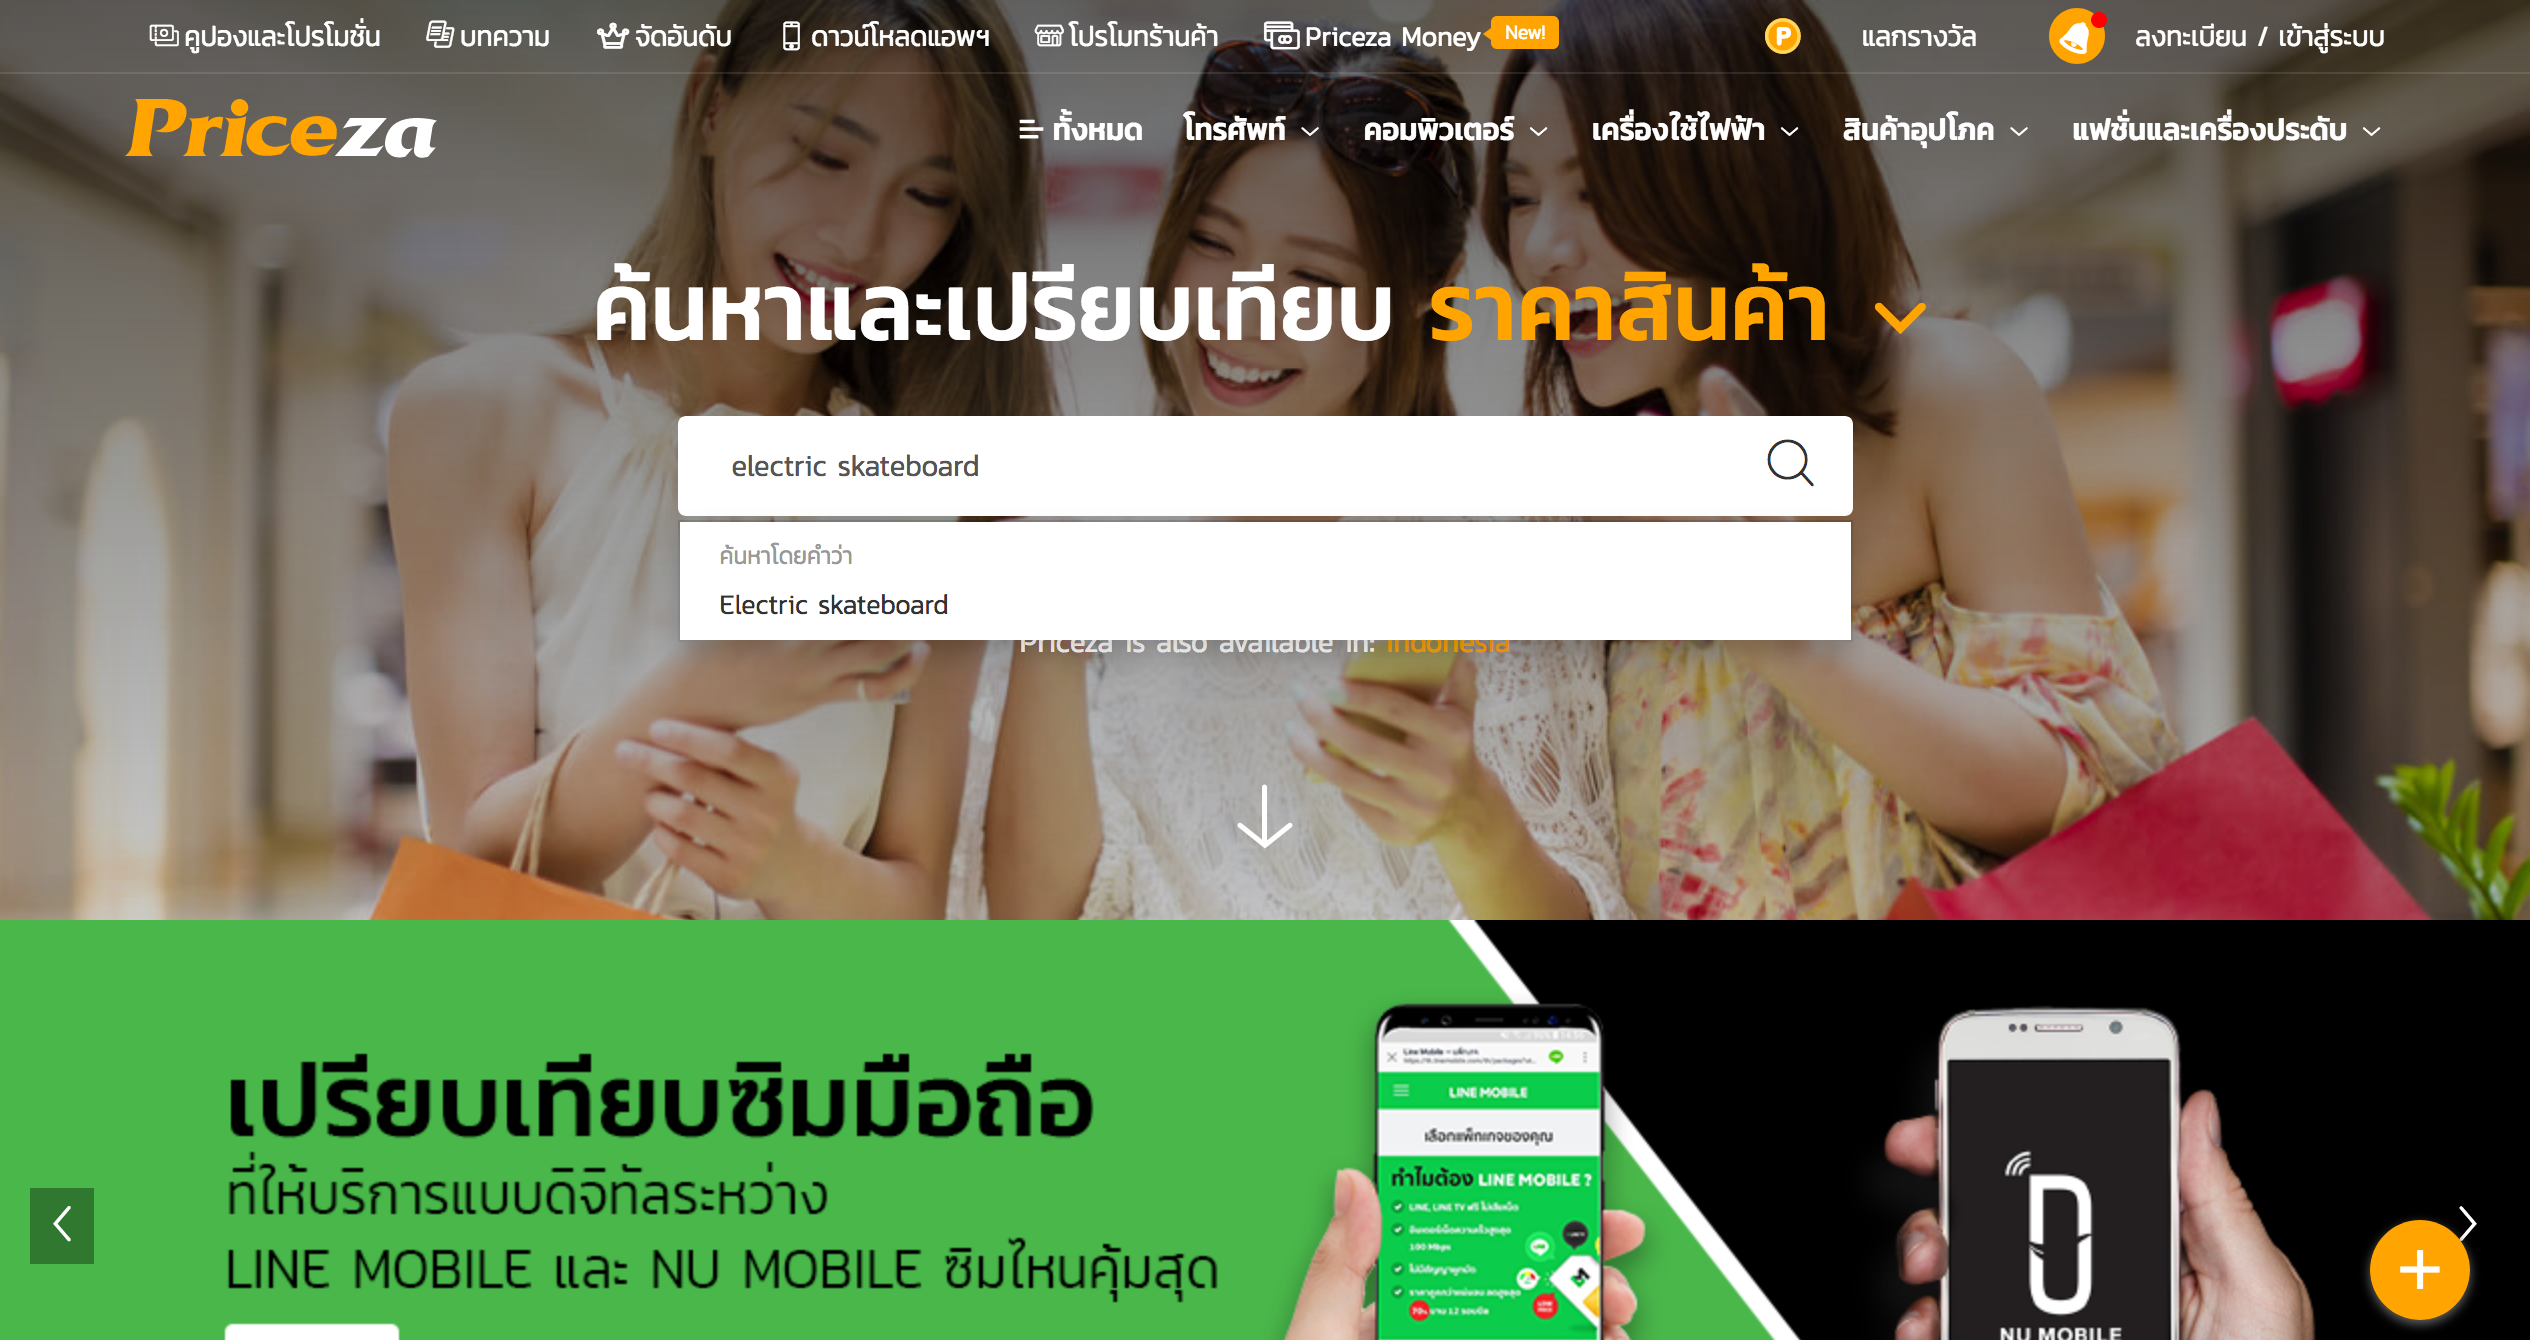 คูปองและโปรโมชั่น
บทความ
จัดอันดับ
ดาวน์โหลดแอพฯ
โปรโมทร้านค้า
Priceza Money New!
P
แลกรางวัล
ลงทะเบียน / เข้าสู่ระบบ
Priceza
ทั้งหมด
โทรศัพท์
คอมพิวเตอร์
เครื่องใช้ไฟฟ้า
สินค้าอุปโภค
แฟชั่นและเครื่องประดับ
ค้นหาและเปรียบเทียบ ราคาสินค้า
electric skateboard
ค้นหาโดยคำว่า
Electric skateboard
Priceza is also available in: Indonesia
เปรียบเทียบซิมมือถือ
ที่ให้บริการแบบดิจิทัลระหว่าง
LINE MOBILE และ NU MOBILE ซิมไหนคุ้มสุด
LINE MOBILE
เลือกแพ็กเกจของคุณ
ทำไมต้อง LINE MOBILE ?
100 Mbps
NU MOBILE